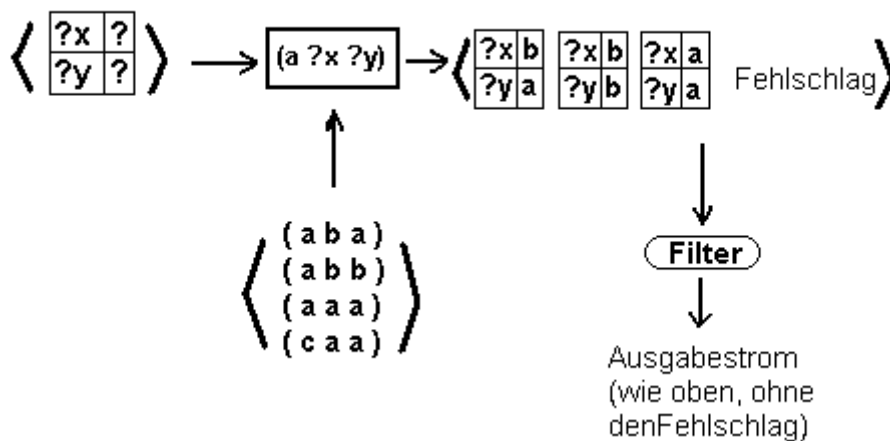 ?x ?
?y ?
(a ?x ?y)
?x b
?y a
?x b
?y b
?x a
?y a
Fehlschlag
( a b a )
( a b b )
( a a a )
( c a a )
Filter
Ausgabestrom
(wie oben, ohne
denFehlschlag)